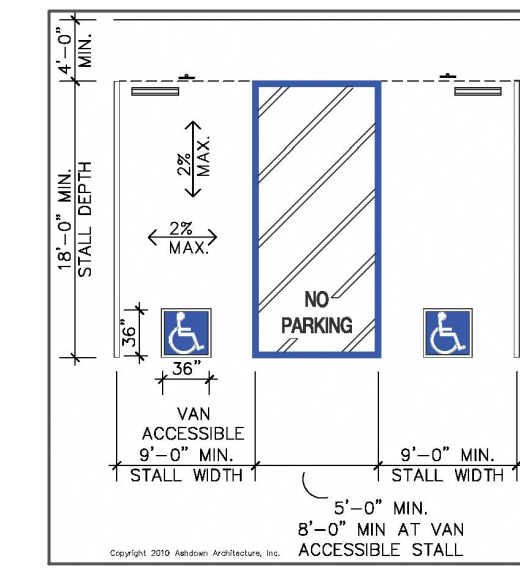 4'-0"
MIN.
18'-0" MIN.
STALL DEPTH
2%
MAX.
2%
MAX.
NO
PARKING
36"
36"
VAN
ACCESSIBLE
9'-0" MIN.
STALL WIDTH
9'-0" MIN.
STALL WIDTH
5'-0" MIN.
8'-0" MIN AT VAN
ACCESSIBLE STALL
Copyright 2010 Ashdown Architecture, Inc.